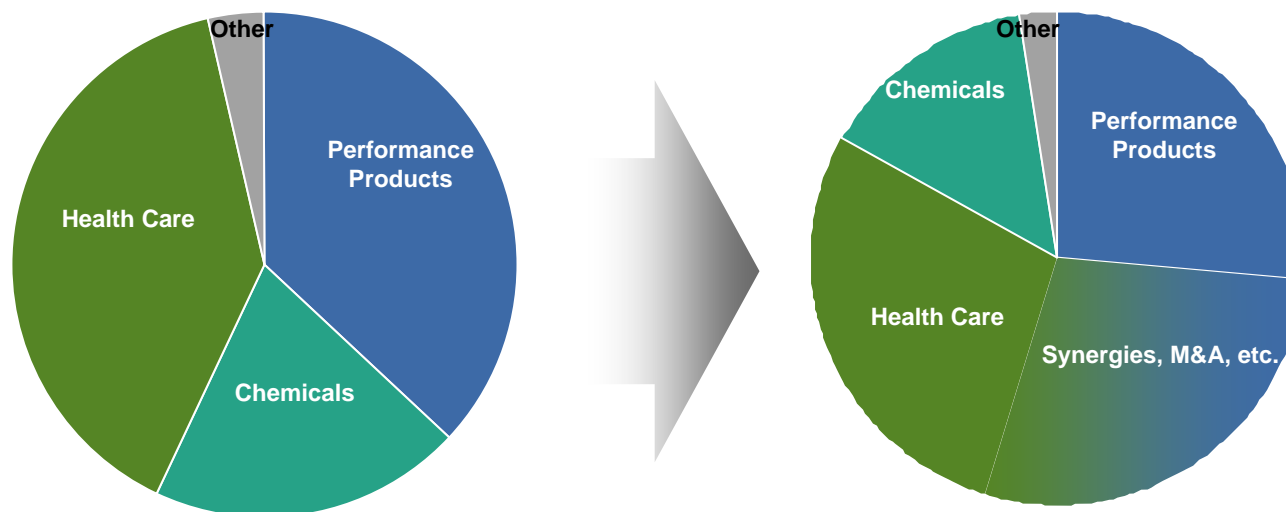 Other
Performance
Products
Health Care
Chemicals
Other
Chemicals
Performance
Products
Health Care
Synergies, M&A, etc.